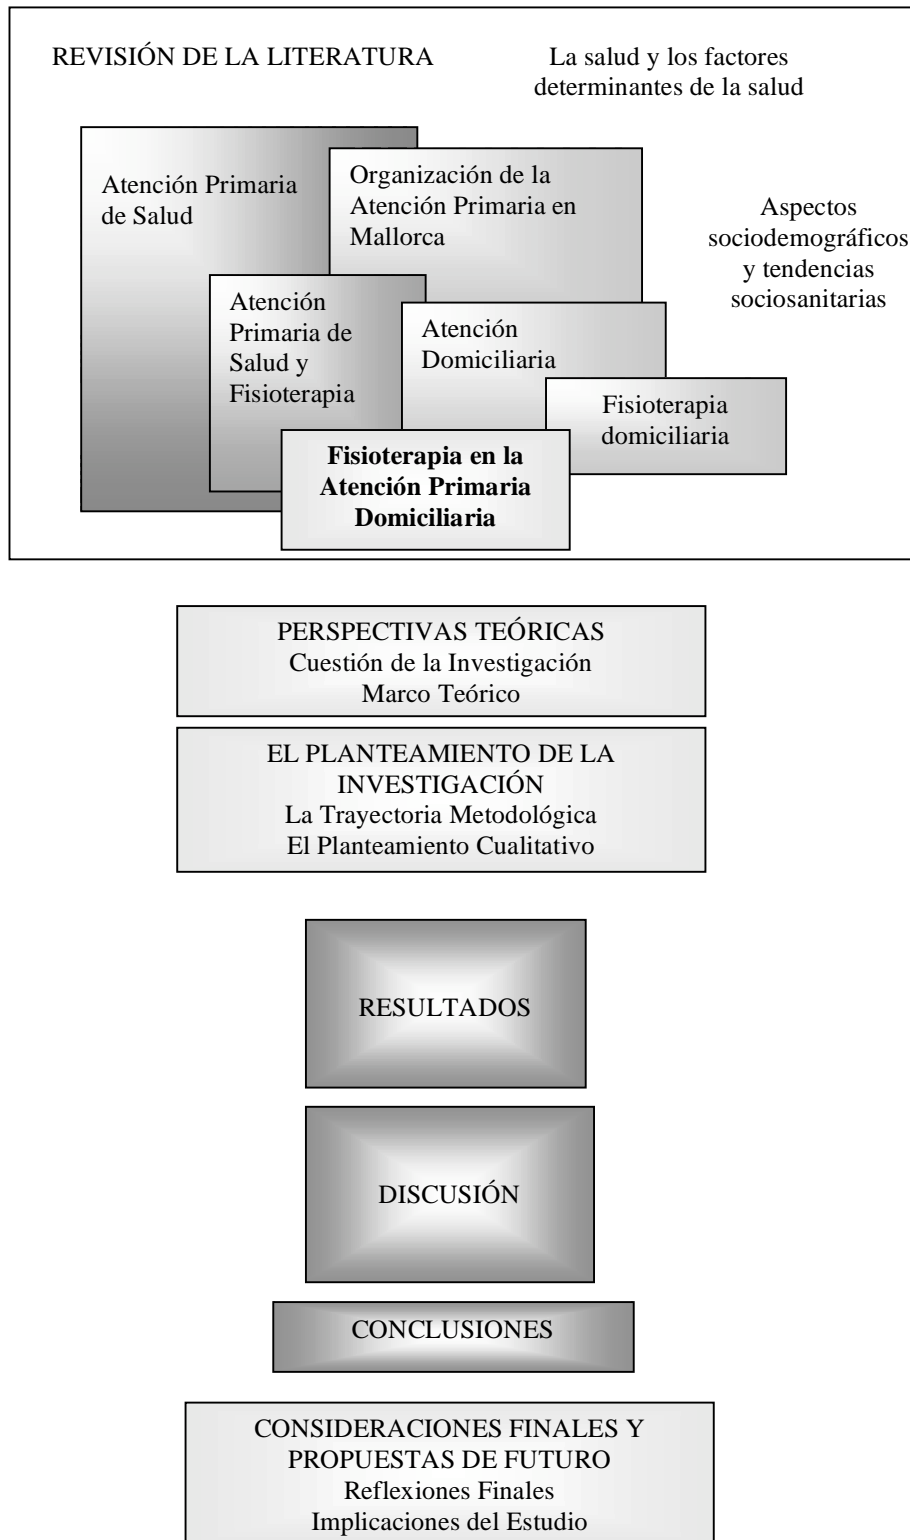 REVISIÓN DE LA LITERATURA
La salud y los factores
determinantes de la salud
Atención Primaria
de Salud
Organización de la
Atención Primaria en
Mallorca
Aspectos
sociodemográficos
y tendencias
sociosanitarias
Atención
Primaria de
Salud y
Fisioterapia
Atención
Domiciliaria
Fisioterapia
domiciliaria
Fisioterapia en la
Atención Primaria
Domiciliaria
PERSPECTIVAS TEÓRICAS
Cuestión de la Investigación
Marco Teórico
EL PLANTEAMIENTO DE LA
INVESTIGACIÓN
La Trayectoria Metodológica
El Planteamiento Cualitativo
RESULTADOS
DISCUSIÓN
CONCLUSIONES
CONSIDERACIONES FINALES Y
PROPUESTAS DE FUTURO
Reflexiones Finales
Implicaciones del Estudio